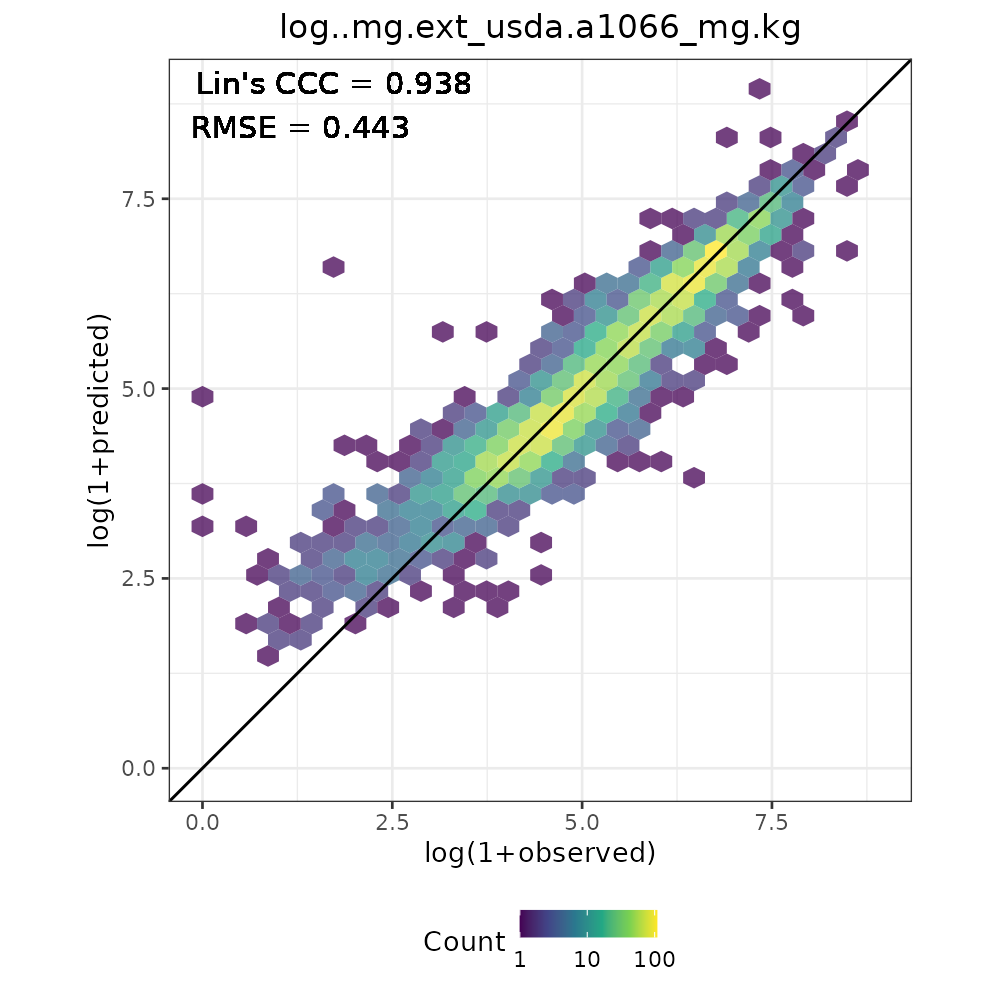 log..mg.ext_usda.a1066_mg.kg
Lin's CCC = 0.938
RMSE = 0.443
log(1+predicted)
7.5
5.0
2.5
0.0
0.0 2.5 5.0 7.5
log(1+observed)
Count
1 10 100